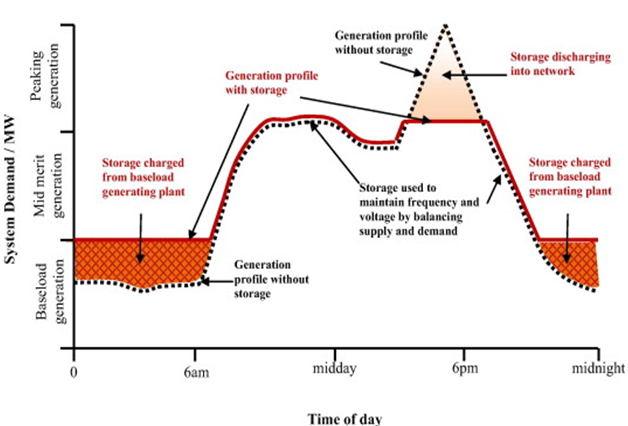 Generation profile
without storage
Storage discharging
into network
Generation profile
with storage
Storage charged
from baseload
generating plant
Storage used to
maintain frequency and
voltage by balancing
supply and demand
Storage charged
from baseload
generating plant
Generation
profile without
storage
System Demand / MW
Peaking
generation
Mid merit
generation
Baseload
generation
0
6am
midday
6pm
midnight
Time of day